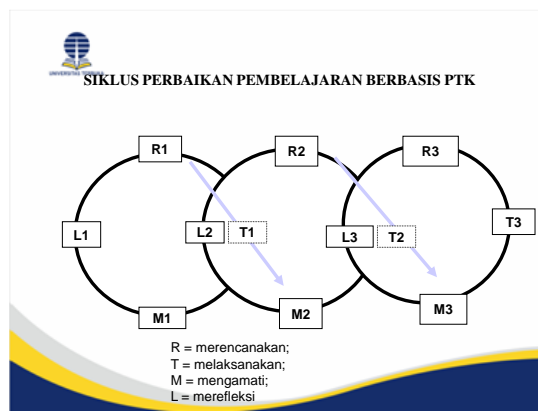 UNIVERSITAS TERBUKA
SIKLUS PERBAIKAN PEMBELAJARAN BERBASIS PTK
R1 R2 R3
L1 L2 T1 L3 T2 T3
M1 M2 M3
R = merencanakan;
T = melaksanakan;
M = mengamati;
L = merefleksi